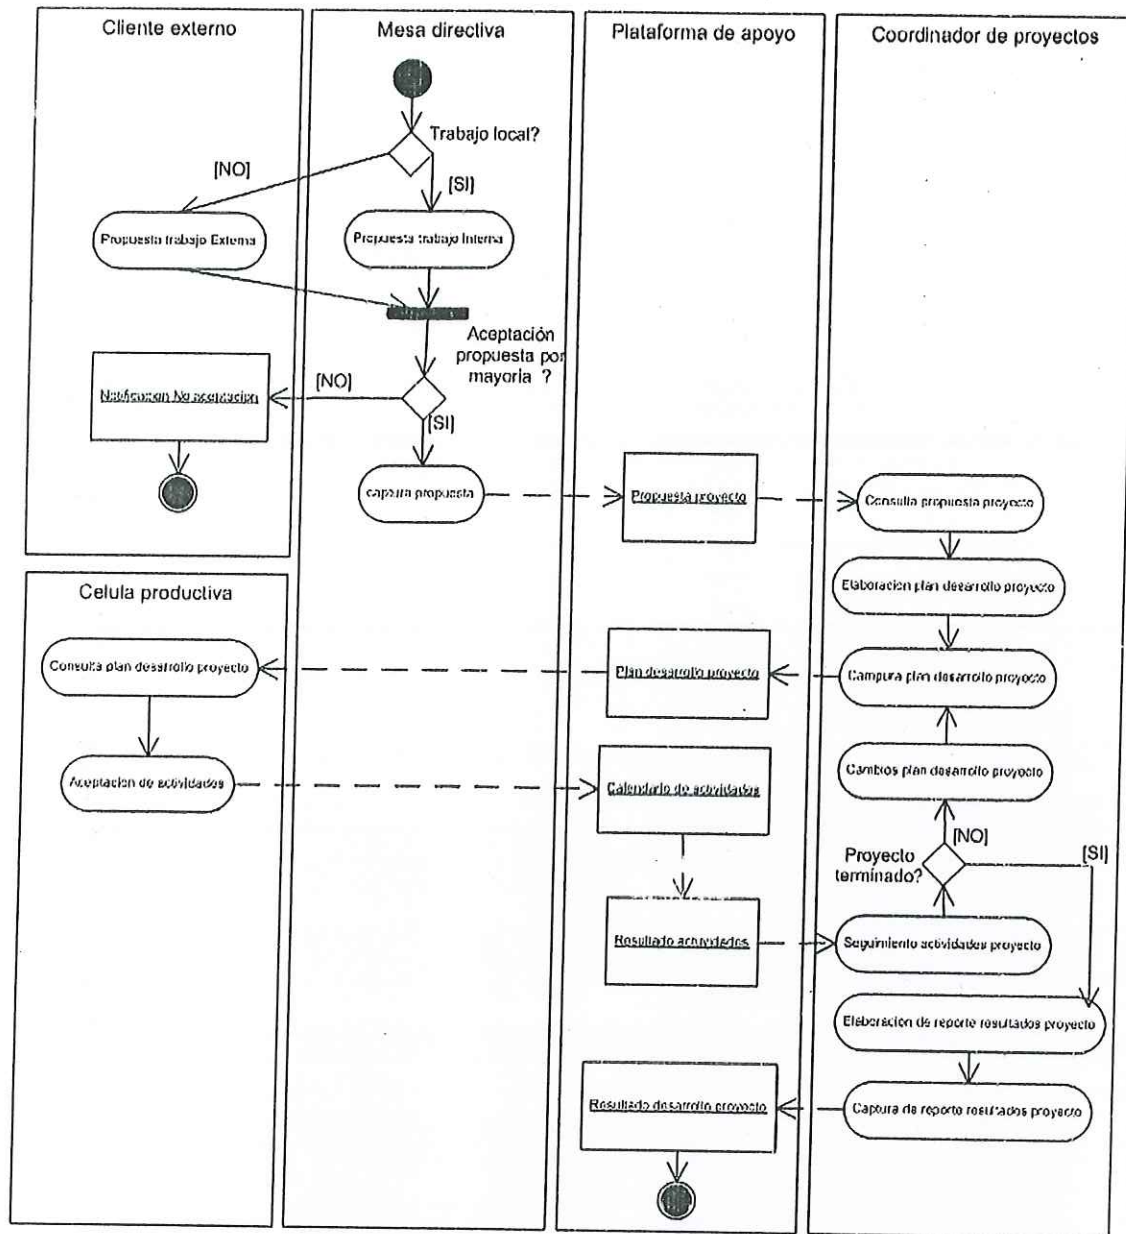 Cliente externo
Mesa directiva
Plataforma de apoyo
Coordinador de proyectos
Trabajo local?
[NO]
[SI]
Propuesta trabajo Externa
Propuesta trabajo Interna
Aceptación
propuesta por
mayoria ?
[NO]
[SI]
Notificacion No aceptacion
captura propuesta
Propuesta proyecto
Consulta propuesta proyecto
Elaboracion plan desarrollo proyecto
Celula productiva
Consulta plan desarrollo proyecto
Plan desarrollo proyecto
Campura plan desarrollo proyecto
Aceptacion de actividades
Calendario de actividades
Cambios plan desarrollo proyecto
[NO]
[SI]
Proyecto
terminado?
Resultado actividades
Seguimiento actividades proyecto
Elaboracion de reporte resultados proyecto
Resultado desarrollo proyecto
Captura de reporte resultados proyecto